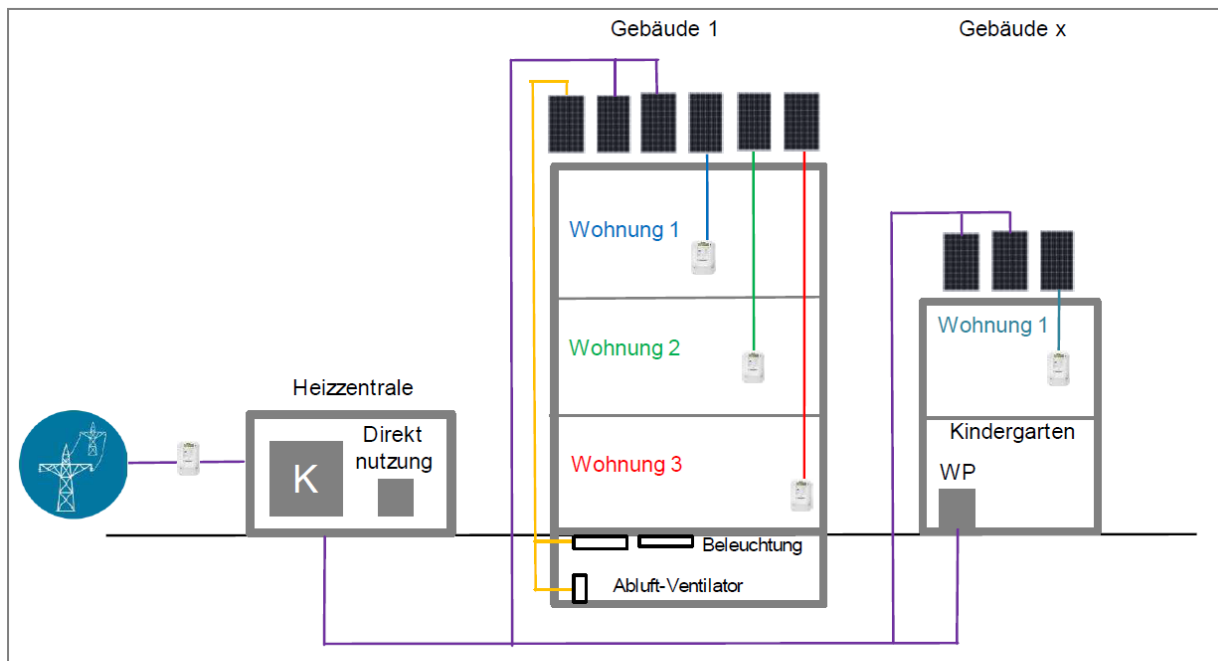 Gebäude 1
Gebäude x
Wohnung 1
Wohnung 2
Wohnung 3
Beleuchtung
Abluft-Ventilator
Heizzentrale
K
Direkt
nutzung
Wohnung 1
Kindergarten
WP